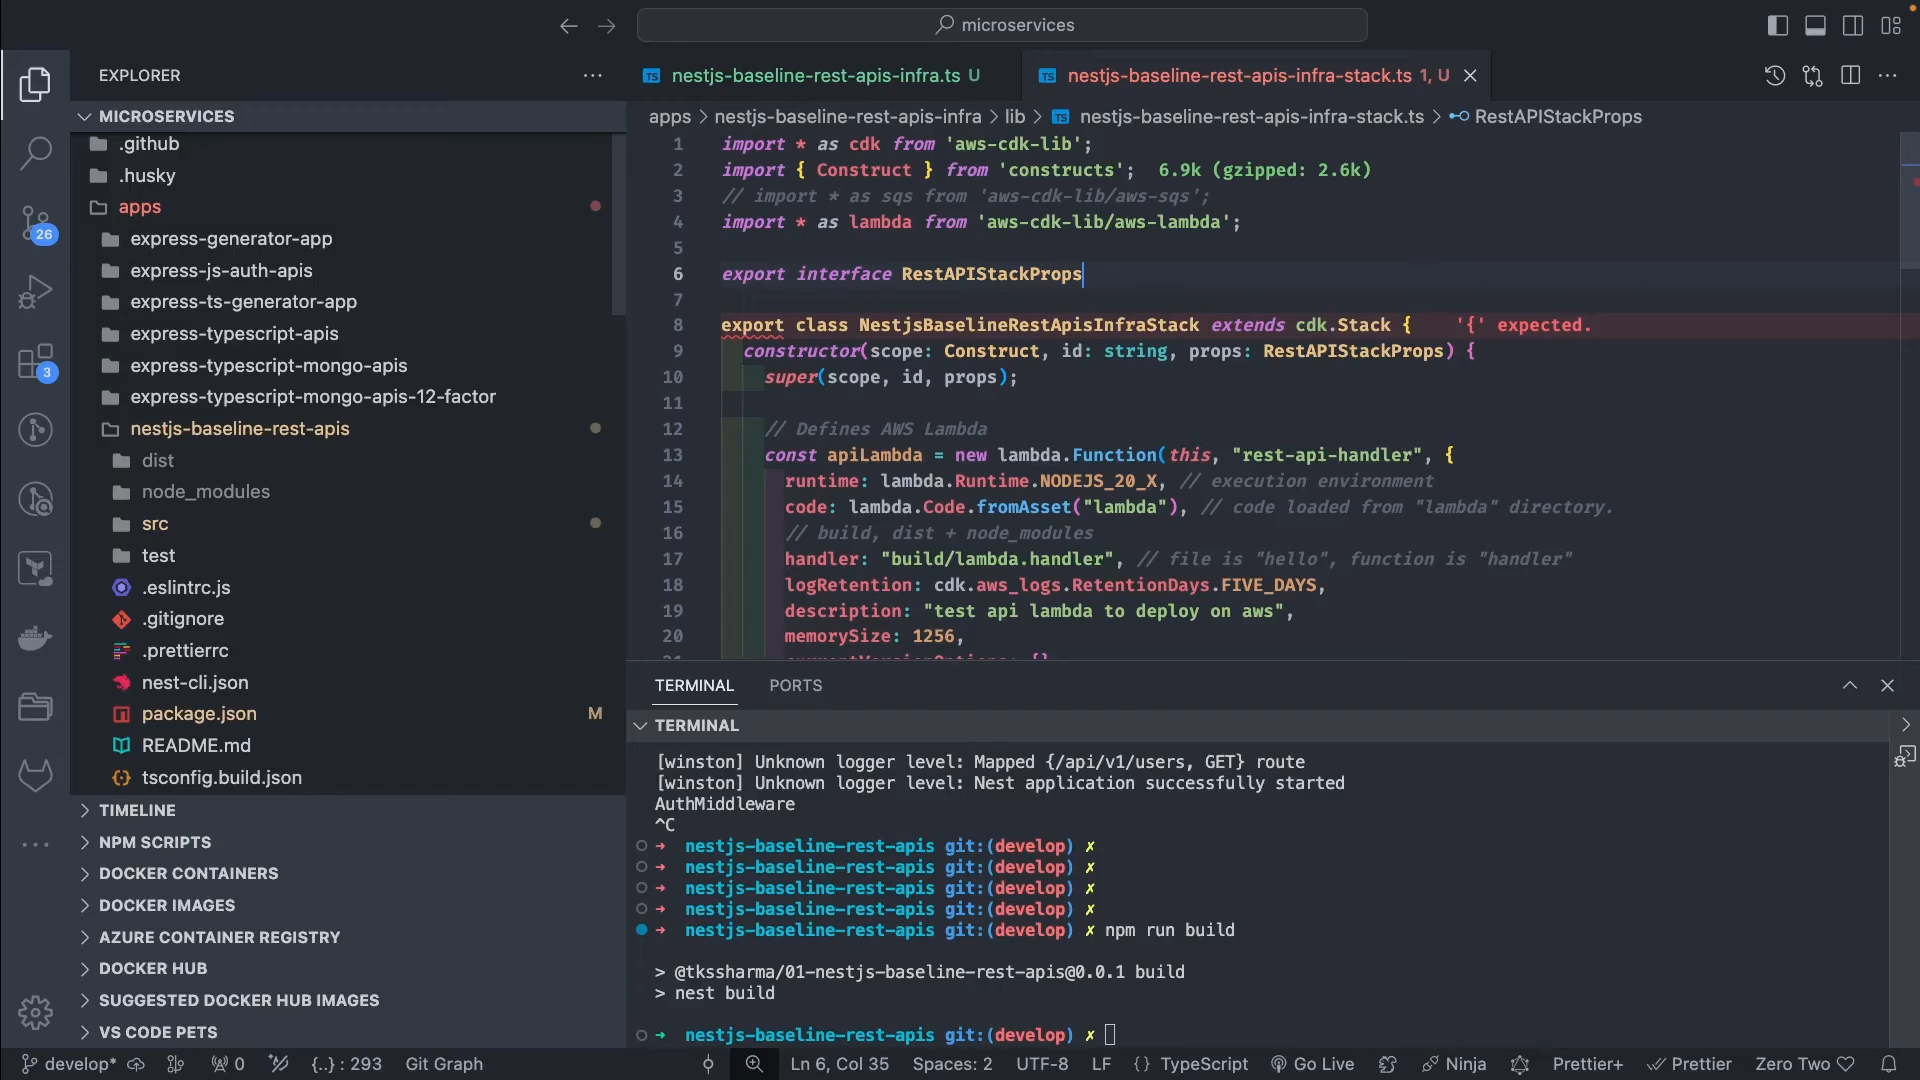 microservices
EXPLORER
MICROSERVICES
.github
.husky
apps
express-generator-app
express-js-auth-apis
express-ts-generator-app
express-typescript-apis
express-typescript-mongo-apis
express-typescript-mongo-apis-12-factor
nestjs-baseline-rest-apis
dist
node_modules
src
test
.eslintrc.js
.gitignore
.prettierrc
nest-cli.json
package.json M
README.md
tsconfig.build.json
TIMELINE
NPM SCRIPTS
DOCKER CONTAINERS
DOCKER IMAGES
AZURE CONTAINER REGISTRY
DOCKER HUB
SUGGESTED DOCKER HUB IMAGES
VS CODE PETS
26
3
TS nestjs-baseline-rest-apis-infra.ts U
TS nestjs-baseline-rest-apis-infra-stack.ts 1, U
apps > nestjs-baseline-rest-apis-infra > lib > TS nestjs-baseline-rest-apis-infra-stack.ts > RestAPIStackProps
1 import * as cdk from 'aws-cdk-lib';
2 import { Construct } from 'constructs'; 6.9k (gzipped: 2.6k)
3 // import * as sqs from 'aws-cdk-lib/aws-sqs';
4 import * as lambda from 'aws-cdk-lib/aws-lambda';
5
6 export interface RestAPIStackProps
7
8 export class NestjsBaselineRestApisInfraStack extends cdk.Stack { '{' expected.
9 constructor(scope: Construct, id: string, props: RestAPIStackProps) {
10 super(scope, id, props);
11
12 // Defines AWS Lambda
13 const apiLambda = new lambda.Function(this, "rest-api-handler", {
14 runtime: lambda.Runtime.NODEJS_20_X, // execution environment
15 code: lambda.Code.fromAsset("lambda"), // code loaded from "lambda" directory.
16 // build, dist + node_modules
17 handler: "build/lambda.handler", // file is "hello", function is "handler"
18 logRetention: cdk.aws_logs.RetentionDays.FIVE_DAYS,
19 description: "test api lambda to deploy on aws",
20 memorySize: 1256,
TERMINAL PORTS
TERMINAL
[winston] Unknown logger level: Mapped {/api/v1/users, GET} route
[winston] Unknown logger level: Nest application successfully started
AuthMiddleware
^C
→ nestjs-baseline-rest-apis git:(develop) ✗
→ nestjs-baseline-rest-apis git:(develop) ✗
→ nestjs-baseline-rest-apis git:(develop) ✗
→ nestjs-baseline-rest-apis git:(develop) ✗
→ nestjs-baseline-rest-apis git:(develop) ✗ npm run build
> @tkssharma/01-nestjs-baseline-rest-apis@0.0.1 build
> nest build
→ nestjs-baseline-rest-apis git:(develop) ✗
develop* 0 {..} : 293 Git Graph Ln 6, Col 35 Spaces: 2 UTF-8 LF {} TypeScript Go Live Ninja Prettier+ Prettier Zero Two